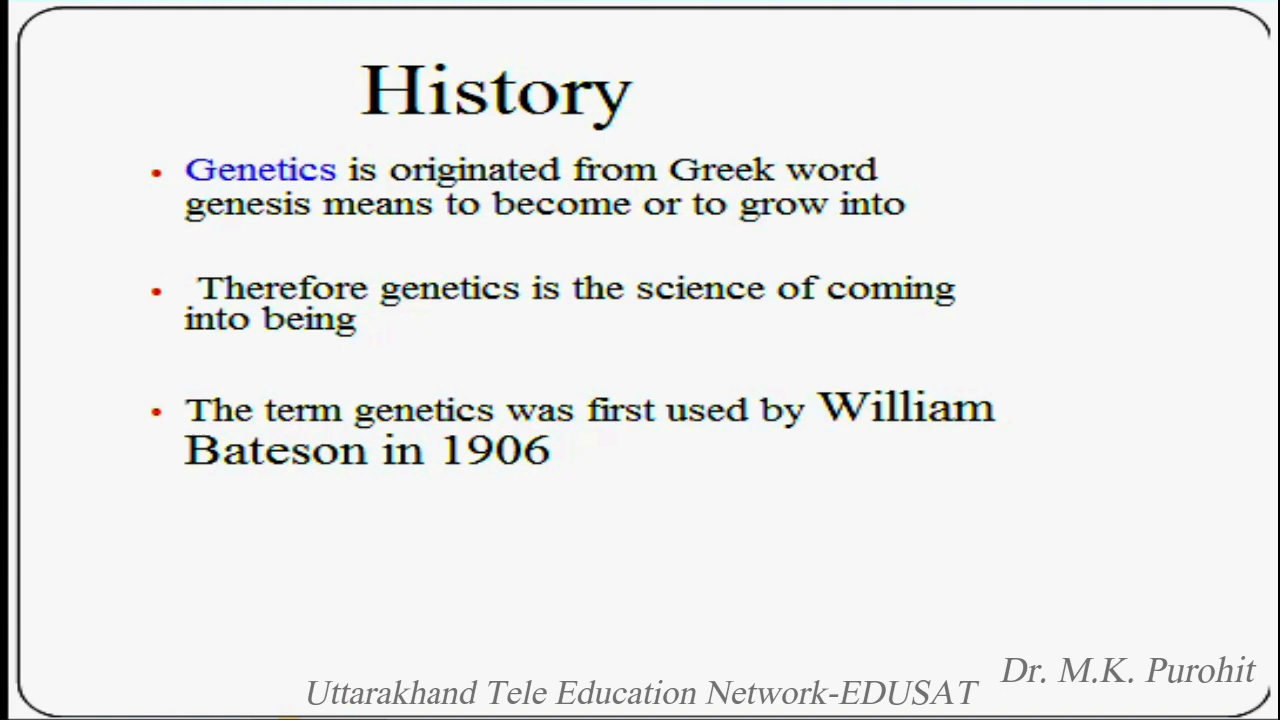 History
• Genetics is originated from Greek word
genesis means to become or to grow into
• Therefore genetics is the science of coming
into being
• The term genetics was first used by William
Bateson in 1906
Dr. M.K. Purohit
Uttarakhand Tele Education Network-EDUSAT